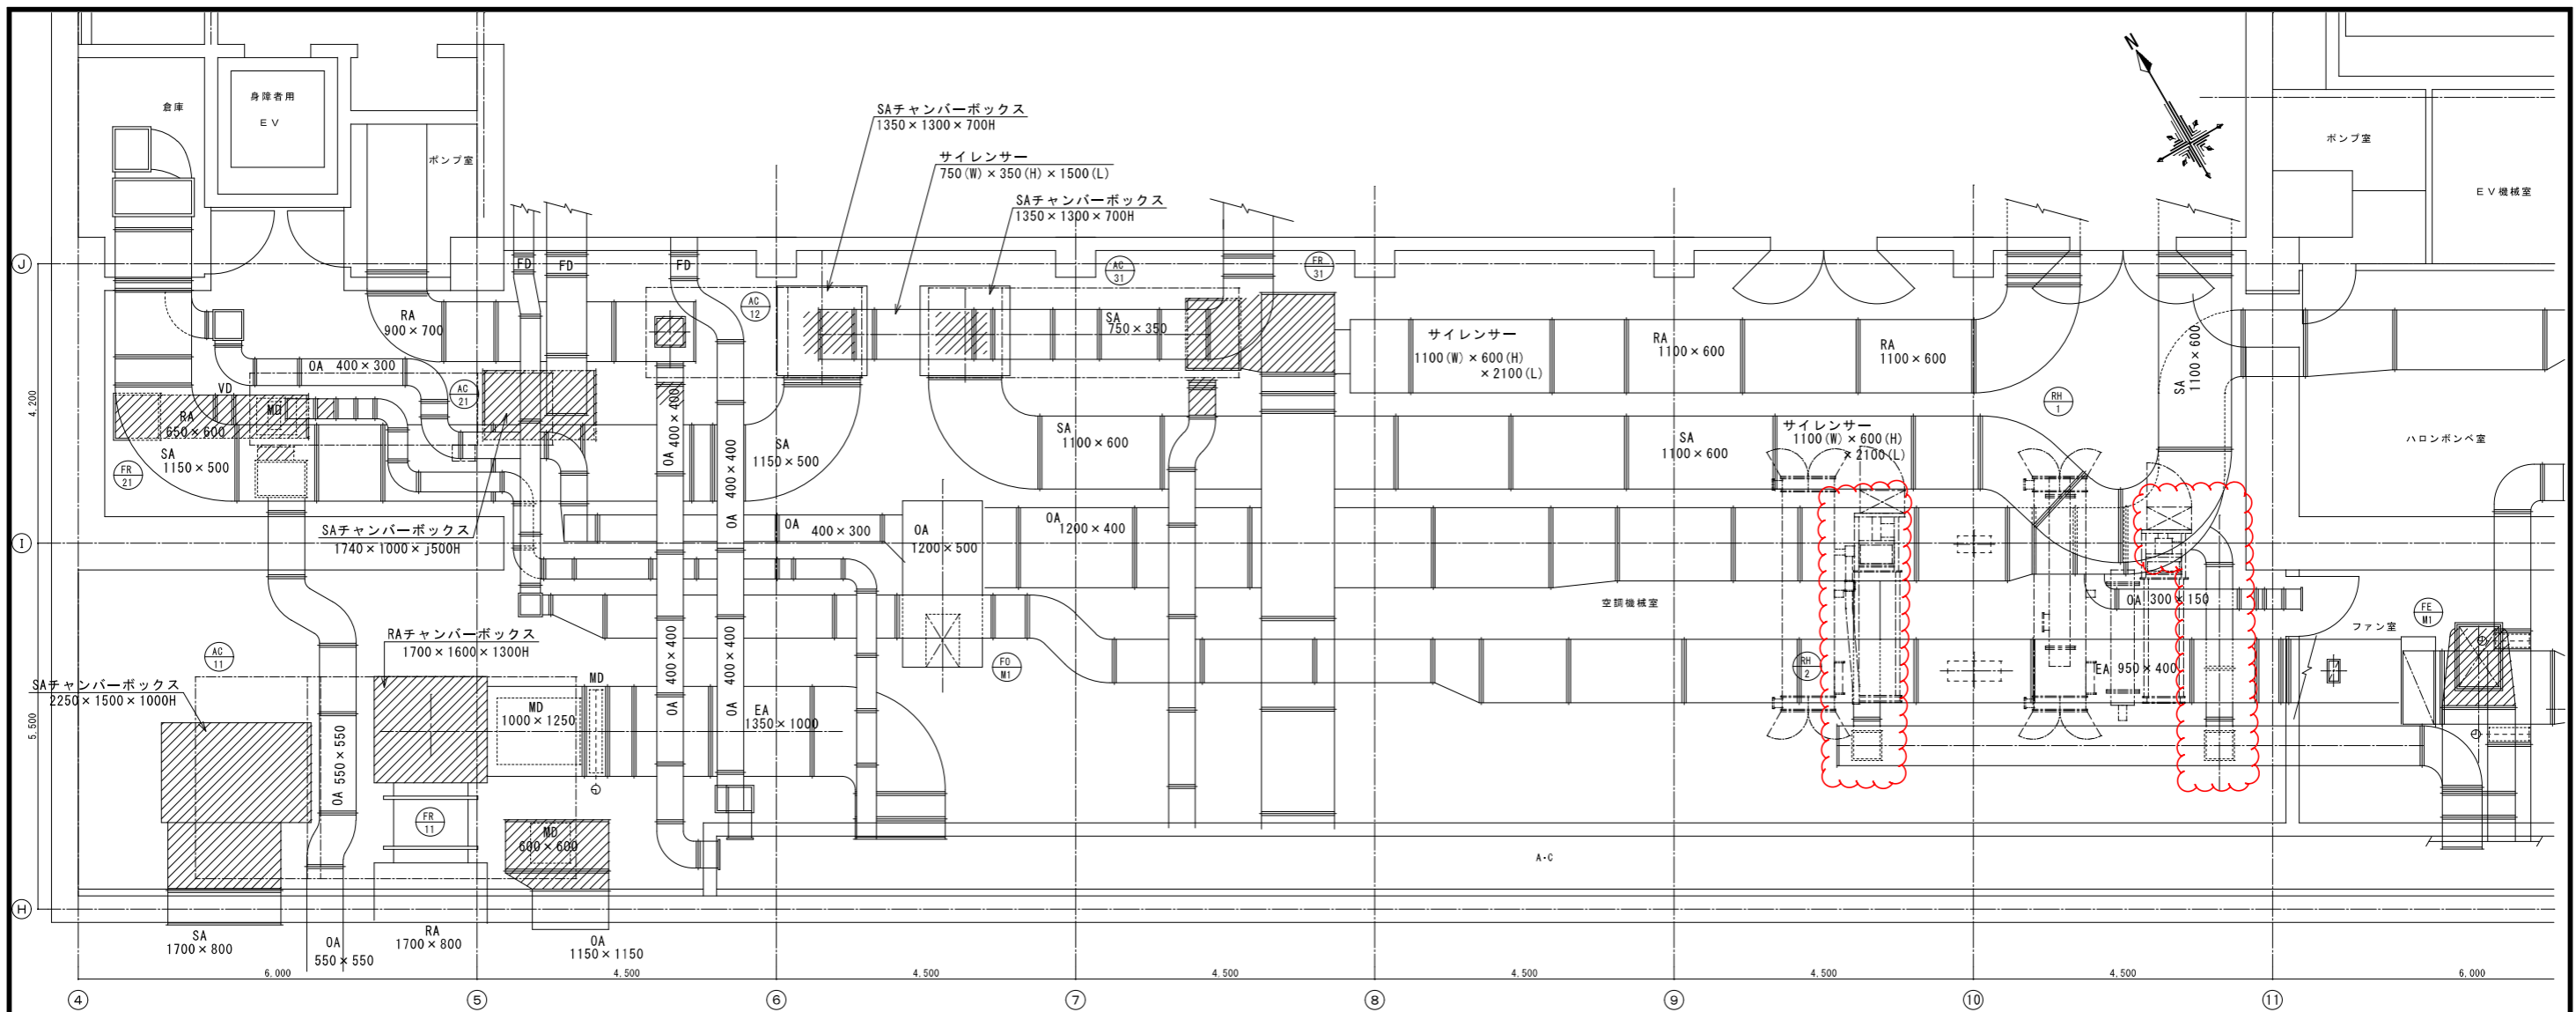 倉庫
身障者用
EV
ポンプ室
SAチャンバーボックス
1350×1300×700H
サイレンサー
750(W)×350(H)×1500(L)
SAチャンバーボックス
1350×1300×700H
N
ポンプ室
EV機械室
J
FD
FD
FD
AC
12
AC
31
FR
31
RA
900×700
SA
750×350
サイレンサー
1100(W)×600(H)
×2100(L)
RA
1100×600
RA
1100×600
SA
1100×600
OA 400×300
VD
AC
21
MD
RA
650×600
SA
1150×500
FR
21
OA 400×400
OA 400×400
SA
1150×500
SA
1100×600
SA
1100×600
サイレンサー
1100(W)×600(H)
×2100(L)
RH
1
ハロンボンベ室
4,200
SAチャンバーボックス
1740×1000×j500H
I
OA 400×300
OA
1200×500
OA
1200×400
空調機械室
OA 300×150
ファン室
FE
M1
RAチャンバーボックス
1700×1600×1300H
AC
11
SAチャンバーボックス
2250×1500×1000H
OA 400×400
OA 400×400
FO
M1
RH
2
EA 950×400
MD
MD
1000×1250
EA
1350×1000
OA 550×550
5,500
FR
11
MD
600×600
A-C
H
SA
1700×800
OA
550×550
RA
1700×800
OA
1150×1150
6,000
4,500
4,500
4,500
4,500
4,500
4,500
6,000
4
5
6
7
8
9
10
11